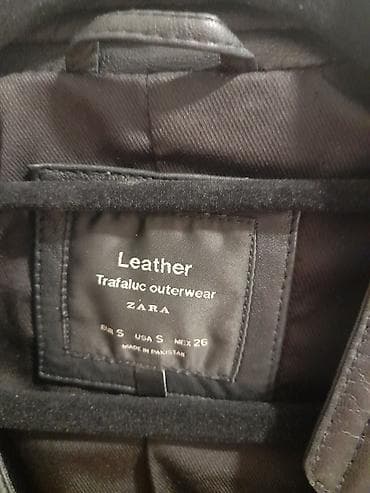 Leather
Trafaluc outerwear
ZARA
EUR S USA S MEX 26
MADE IN PAKISTAN